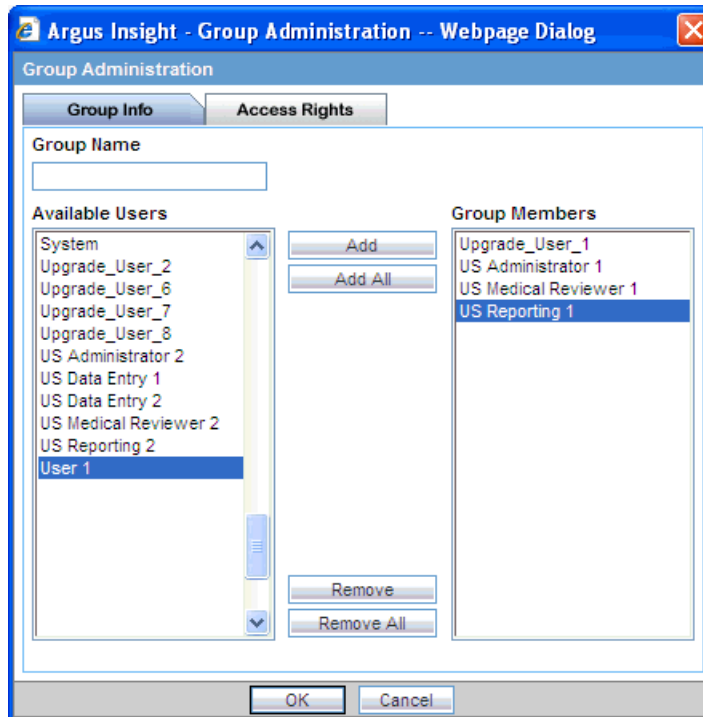 Argus Insight - Group Administration -- Webpage Dialog
Group Administration
Group Info
Access Rights
Group Name
Available Users
System
Upgrade_User_2
Upgrade_User_6
Upgrade_User_7
Upgrade_User_8
US Administrator 2
US Data Entry 1
US Data Entry 2
US Medical Reviewer 2
US Reporting 2
User 1
Add
Add All
Remove
Remove All
Group Members
Upgrade_User_1
US Administrator 1
US Medical Reviewer 1
US Reporting 1
OK
Cancel